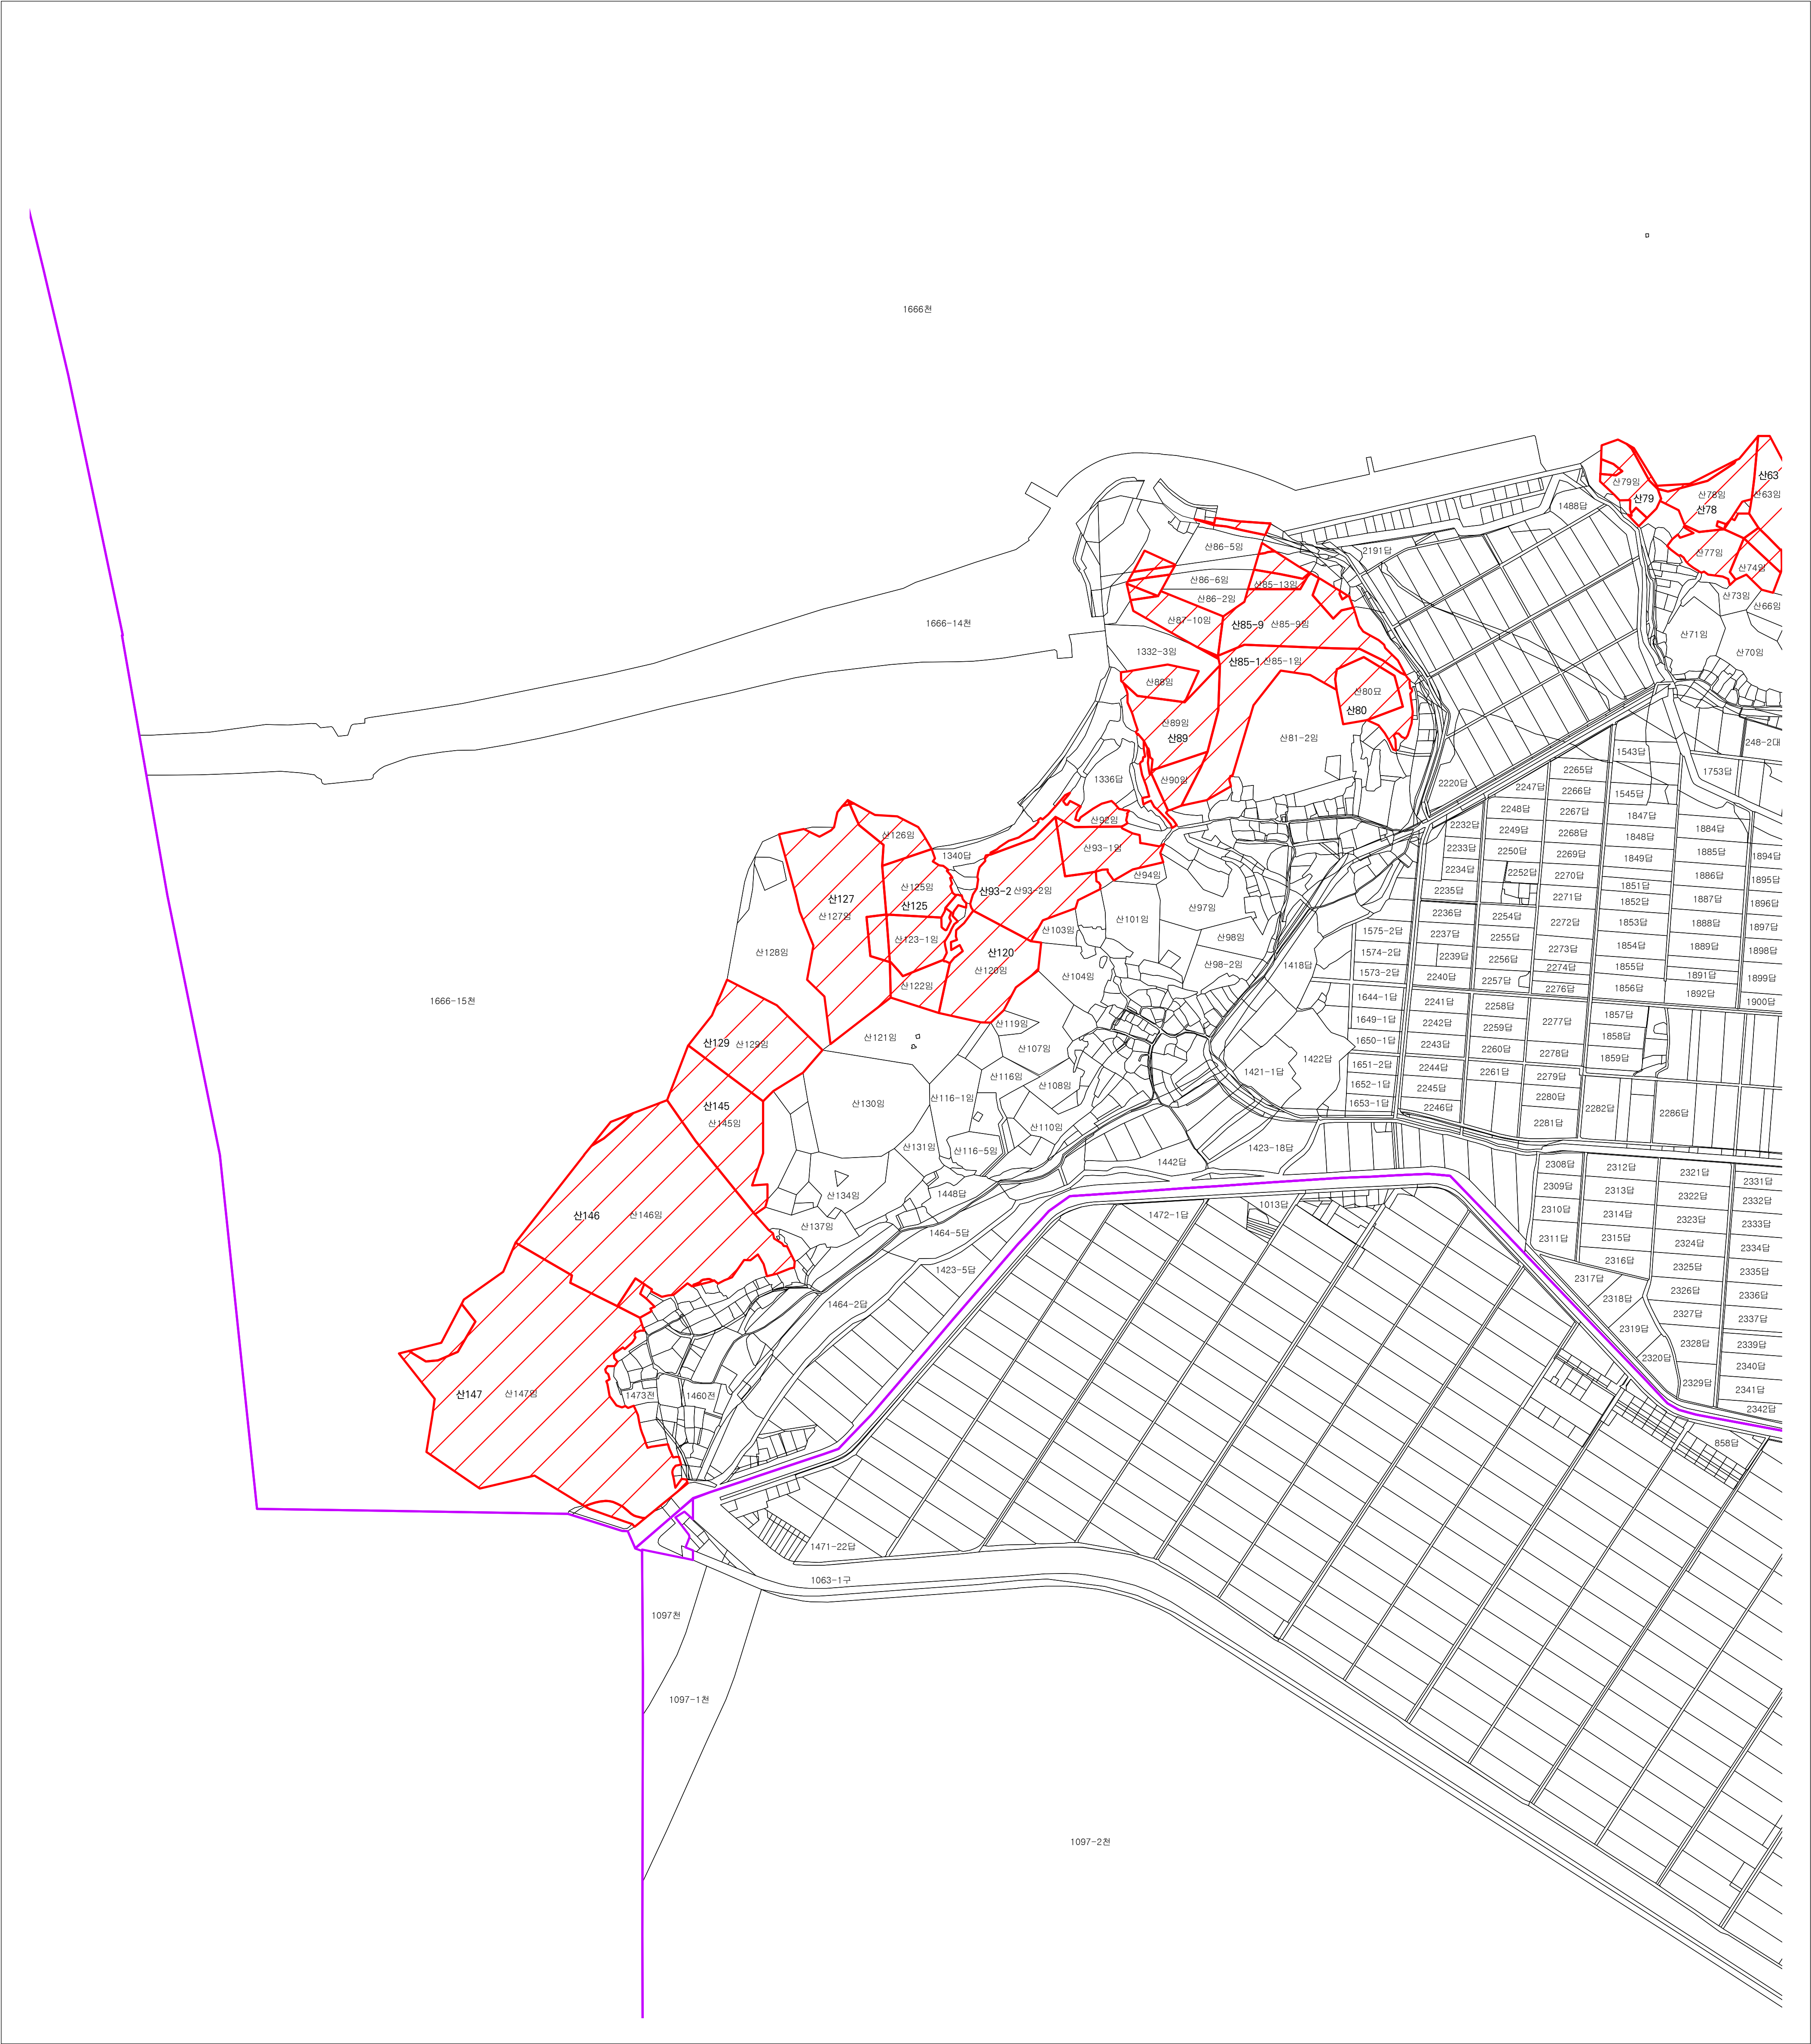 1666천
산63
산79임
산79
산78임
산63임
산78
1488답
산86-5임
2191답
산77임
산74임
산86-6임
산85-13임
산86-2임
산73임
산66임
산87-10임
산85-9
산85-9임
1666-14천
산71임
1332-3임
산70임
산85-1
산85-1임
산88임
산80묘
산80
산89임
산89
산81-2임
248-2대
1543답
1336답
산90임
2265답
1753답
2220답
2247답
2266답
1545답
2248답
2267답
1847답
산92임
2232답
2249답
2268답
1848답
1884답
산126임
산93-1임
2233답
2250답
2269답
1849답
1885답
1894답
1340답
2234답
2252답
2270답
1886답
1895답
산94임
산125임
산93-2
산93-2임
2235답
1851답
1852답
2271답
1887답
1896답
산127
산125
산127임
산97임
산101임
2236답
2254답
2272답
1853답
1888답
1897답
산103임
산98임
1575-2답
2237답
2255답
1854답
1889답
1898답
산123-1임
산120
1574-2답
2239답
2256답
2273답
산128임
산120임
산104임
산98-2임
1418답
1573-2답
2240답
2257답
2274답
1855답
1891답
1899답
산122임
2276답
1856답
1892답
1900답
1666-15천
1644-1답
2241답
2258답
1857답
산119임
1649-1답
2242답
2259답
2277답
1858답
산121임
산129
산129임
산107임
1650-1답
2243답
2260답
2278답
1859답
1422답
1421-1답
1651-2답
2244답
2261답
2279답
산116임
산108임
1652-1답
2245답
2280답
산145
산130임
산116-1임
1653-1답
2246답
2282답
2286답
산145임
산110임
2281답
산131임
산116-5임
1423-18답
1442답
2308답
2312답
2321답
2331답
산134임
1448답
2309답
2313답
2322답
2332답
1013답
산146
산146임
1472-1답
2310답
2314답
2323답
2333답
산137임
1464-5답
2311답
2315답
2324답
2334답
2316답
1423-5답
2317답
2325답
2335답
2318답
2326답
2336답
1464-2답
2319답
2327답
2337답
2328답
2339답
2320답
2340답
산147
산147임
1473전
1460전
2329답
2341답
2342답
858답
1471-22답
1063-1구
1097천
1097-1천
1097-2천